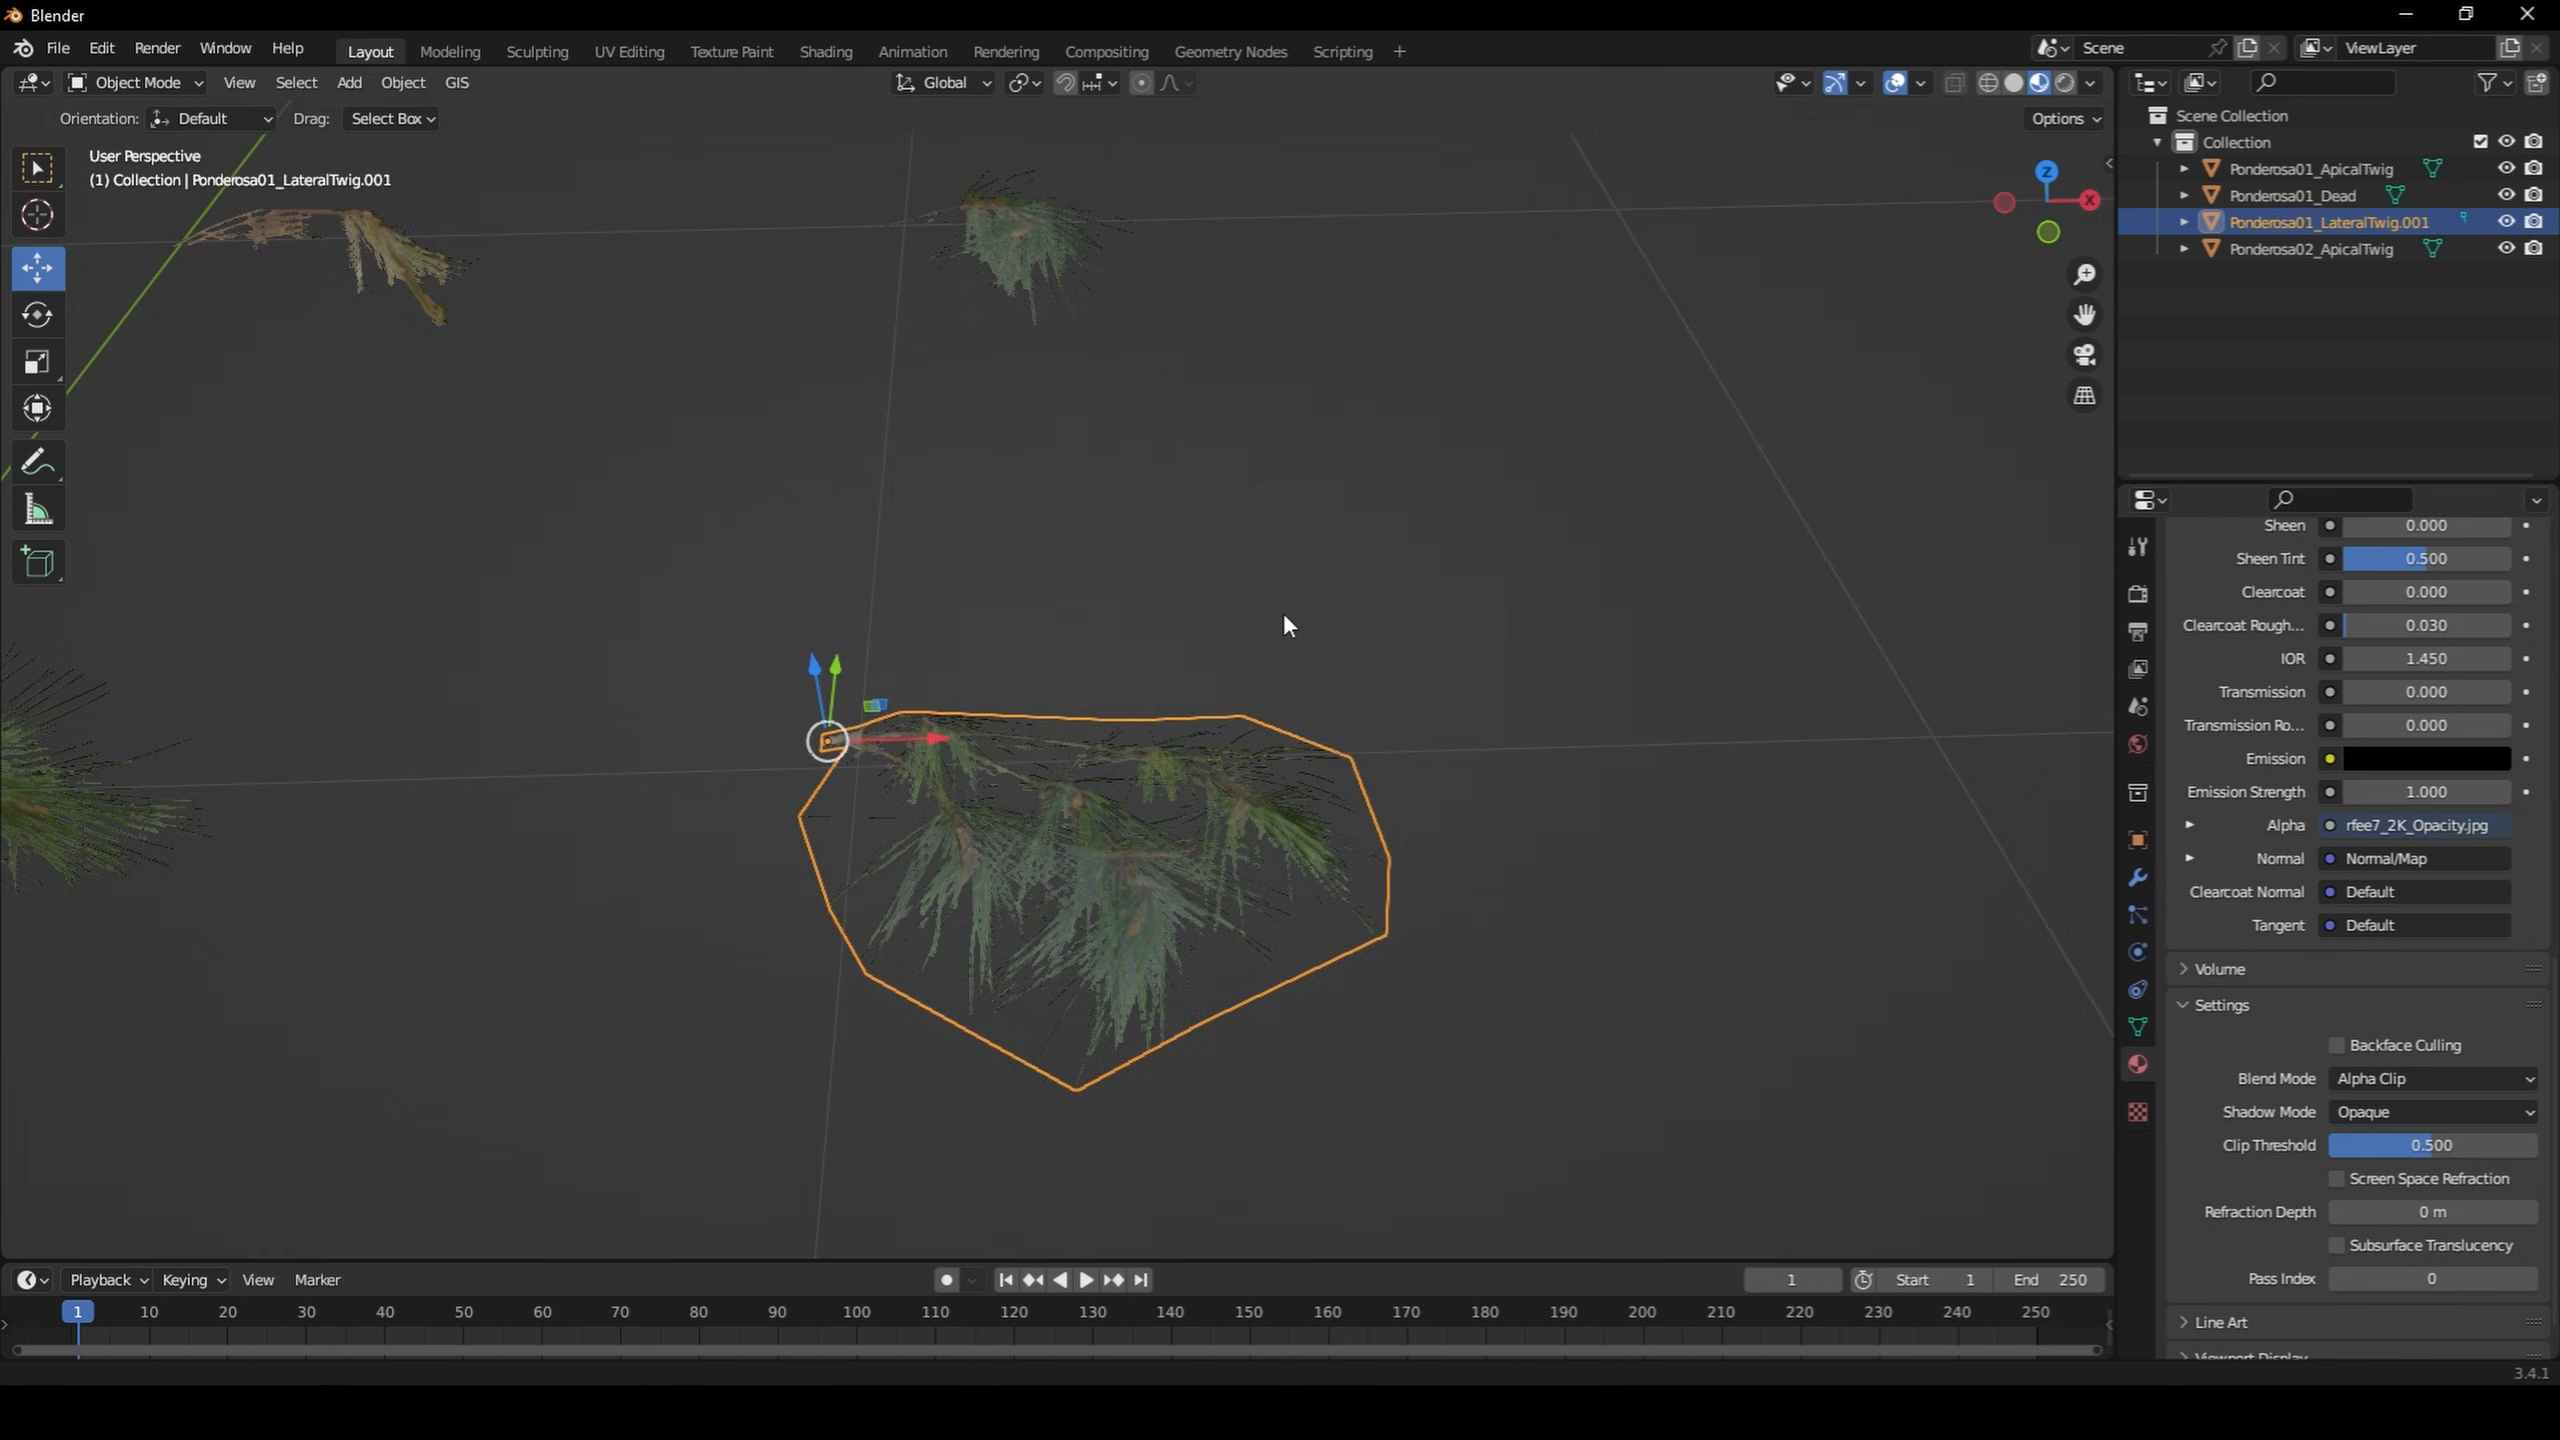 Blender
File Edit Render Window Help Layout Modeling Sculpting UV Editing Texture Paint Shading Animation Rendering Compositing Geometry Nodes Scripting + Scene ViewLayer
Object Mode View Select Add Object GIS Global
Orientation: Default Drag: Select Box Options
User Perspective
(1) Collection | Ponderosa01_LateralTwig.001
Z
X
Scene Collection
Collection
Ponderosa01_ApicalTwig
Ponderosa01_Dead
Ponderosa01_LateralTwig.001
Ponderosa02_ApicalTwig
Sheen 0.000
Sheen Tint 0.500
Clearcoat 0.000
Clearcoat Rough... 0.030
IOR 1.450
Transmission 0.000
Transmission Ro... 0.000
Emission
Emission Strength 1.000
Alpha rfee7_2K_Opacity.jpg
Normal Normal/Map
Clearcoat Normal Default
Tangent Default
Volume
Settings
Backface Culling
Blend Mode Alpha Clip
Shadow Mode Opaque
Clip Threshold 0.500
Screen Space Refraction
Refraction Depth 0 m
Subsurface Translucency
Pass Index 0
Line Art
Viewport Display
Playback Keying View Marker 1 Start 1 End 250
1 10 20 30 40 50 60 70 80 90 100 110 120 130 140 150 160 170 180 190 200 210 220 230 240 250
3.4.1